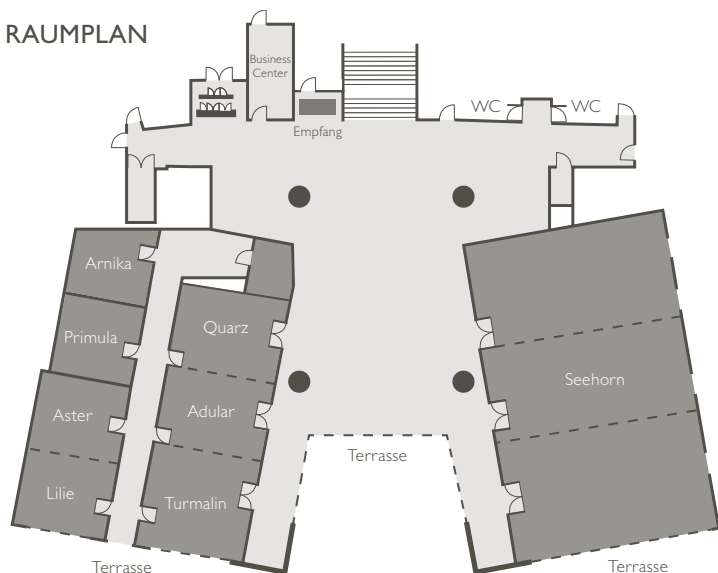 RAUMPLAN
Business
Center
Empfang
WC
WC
Arnika
Primula
Quarz
Seehorn
Aster
Adular
Terrasse
Lilie
Turmalin
Terrasse
Terrasse